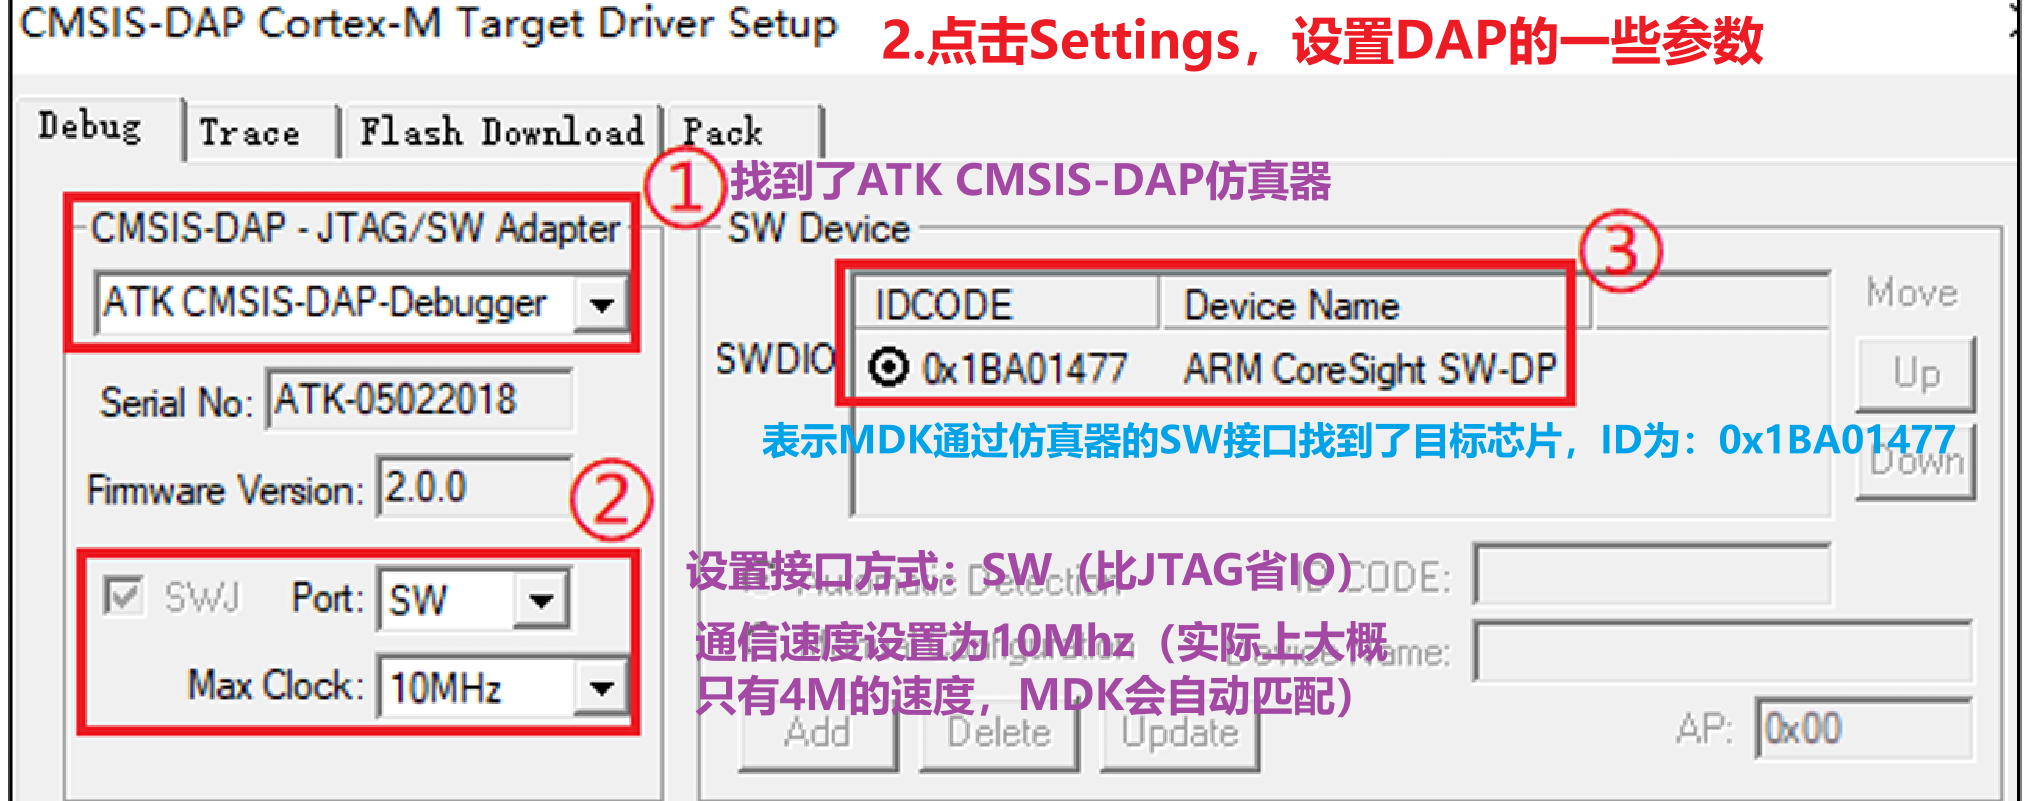 CMSIS-DAP Cortex-M Target Driver Setup
2.点击Settings，设置DAP的一些参数
Debug Trace Flash Download Pack
① 找到了ATK CMSIS-DAP仿真器
CMSIS-DAP - JTAG/SW Adapter
ATK CMSIS-DAP-Debugger
Serial No: ATK-05022018
Firmware Version: 2.0.0
②
SWJ Port: SW
Max Clock: 10MHz
SW Device
③
IDCODE Device Name
SWDIO 0x1BA01477 ARM CoreSight SW-DP
Move
Up
Down
表示MDK通过仿真器的SW接口找到了目标芯片，ID为：0x1BA01477
设置接口方式：SW（比JTAG省IO）
Automatic Detection ID CODE:
通信速度设置为10Mhz（实际上大概
只有4M的速度，MDK会自动匹配）
Manual Configuration Device Name:
Add Delete Update
AP: 0x00